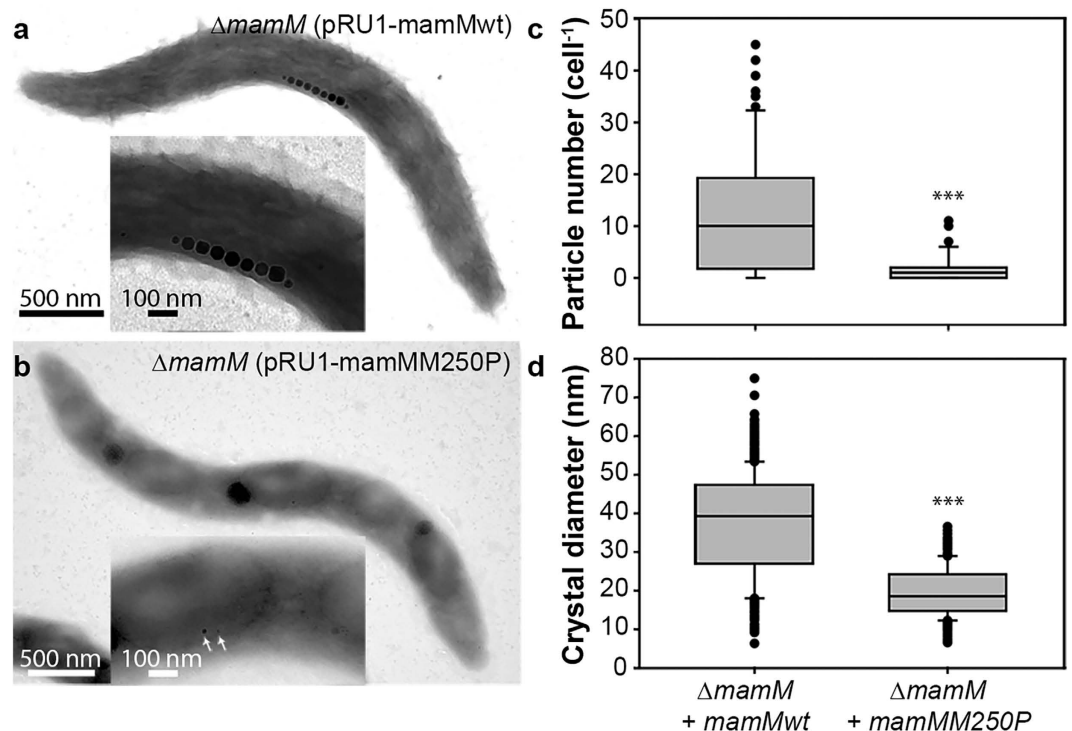 a
ΔmamM (pRU1-mamMwt)
500 nm
100 nm
b
ΔmamM (pRU1-mamMM250P)
500 nm
100 nm
c
Particle number (cell⁻¹)
50
40
30
20
10
0
***
d
Crystal diameter (nm)
80
70
60
50
40
30
20
10
0
***
ΔmamM
+ mamMwt
ΔmamM
+ mamMM250P